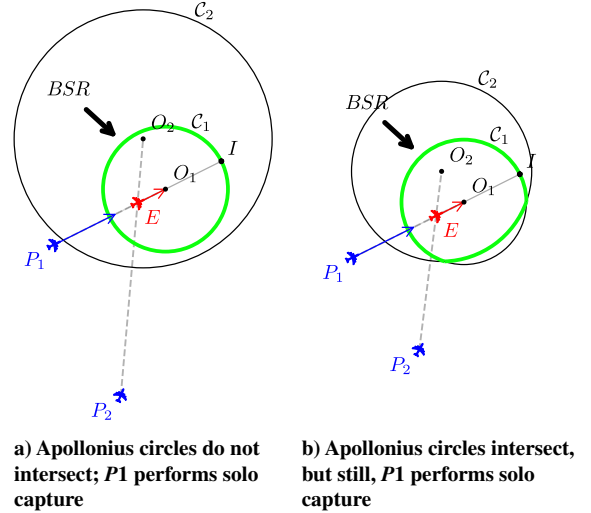 C₂
BSR
O₂
C₁
I
O₁
E
P₁
P₂
C₂
BSR
C₁
O₂
I
O₁
E
P₁
P₂
a) Apollonius circles do not
intersect; P1 performs solo
capture
b) Apollonius circles intersect,
but still, P1 performs solo
capture